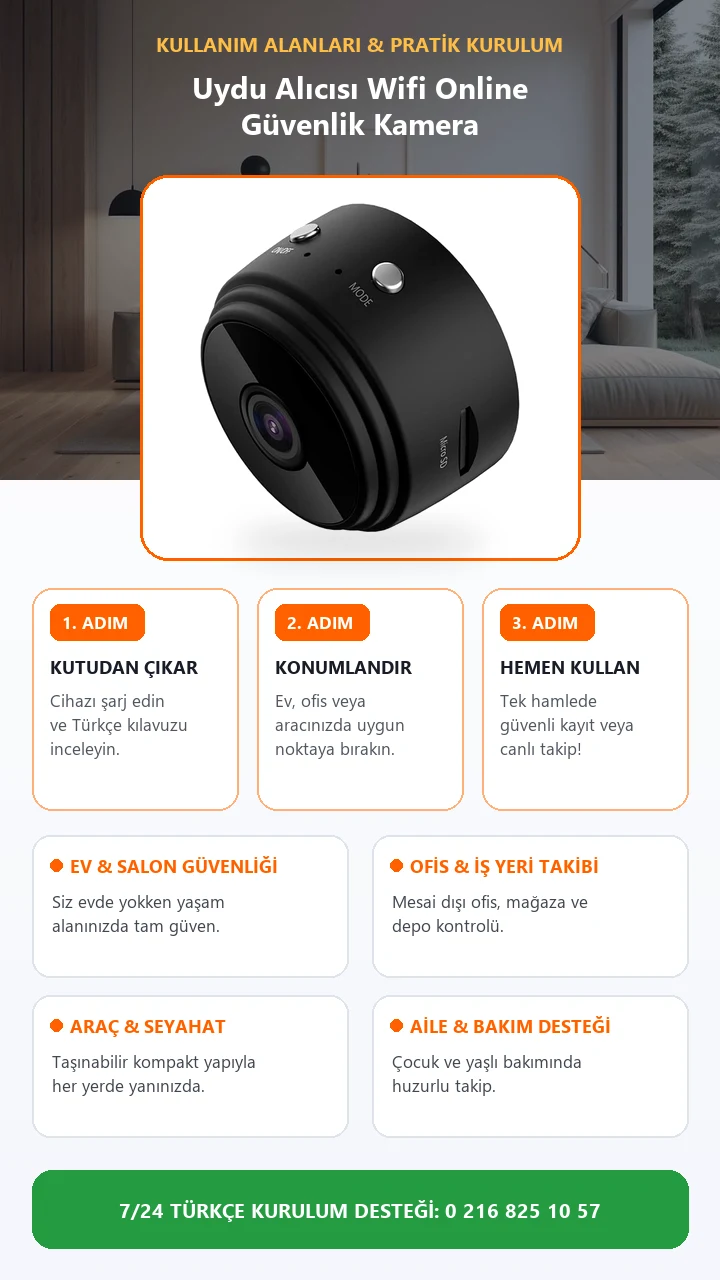 KULLANIM ALANLARI & PRATİK KURULUM
Uydu Alıcısı Wifi Online
Güvenlik Kamera
ON/OFF
MODE
Micro SD
1. ADIM
KUTUDAN ÇIKAR
Cihazı şarj edin
ve Türkçe kılavuzu
inceleyin.
2. ADIM
KONUMLANDIR
Ev, ofis veya
aracınızda uygun
noktaya bırakın.
3. ADIM
HEMEN KULLAN
Tek hamlede
güvenli kayıt veya
canlı takip!
EV & SALON GÜVENLİĞİ
Siz evde yokken yaşam
alanınızda tam güven.
OFİS & İŞ YERİ TAKİBİ
Mesai dışı ofis, mağaza ve
depo kontrolü.
ARAÇ & SEYAHAT
Taşınabilir kompakt yapıyla
her yerde yanınızda.
AİLE & BAKIM DESTEĞİ
Çocuk ve yaşlı bakımında
huzurlu takip.
7/24 TÜRKÇE KURULUM DESTEĞİ: 0 216 825 10 57